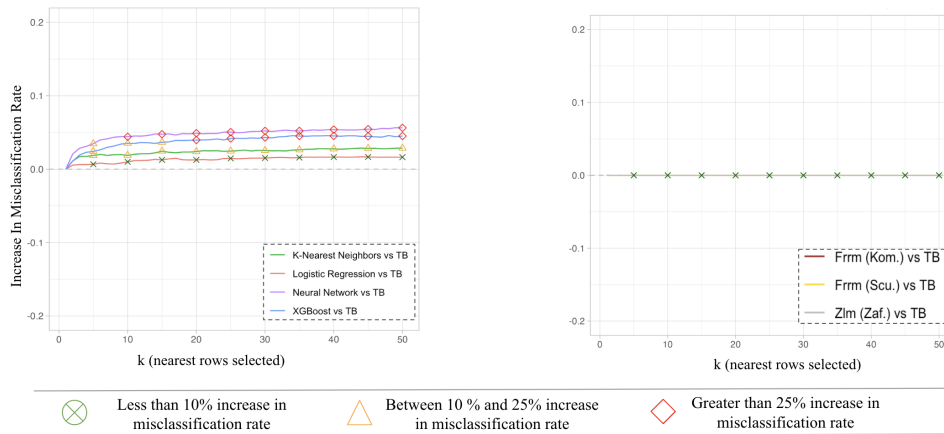 Increase In Misclassification Rate
0.2
0.1
0.0
-0.1
-0.2
K-Nearest Neighbors vs TB
Logistic Regression vs TB
Neural Network vs TB
XGBoost vs TB
0 10 20 30 40 50
k (nearest rows selected)
0.2
0.1
0.0
-0.1
-0.2
Frrm (Kom.) vs TB
Frrm (Scu.) vs TB
Zlm (Zaf.) vs TB
0 10 20 30 40 50
k (nearest rows selected)
Less than 10% increase in
misclassification rate
Between 10 % and 25% increase
in misclassification rate
Greater than 25% increase in
misclassification rate